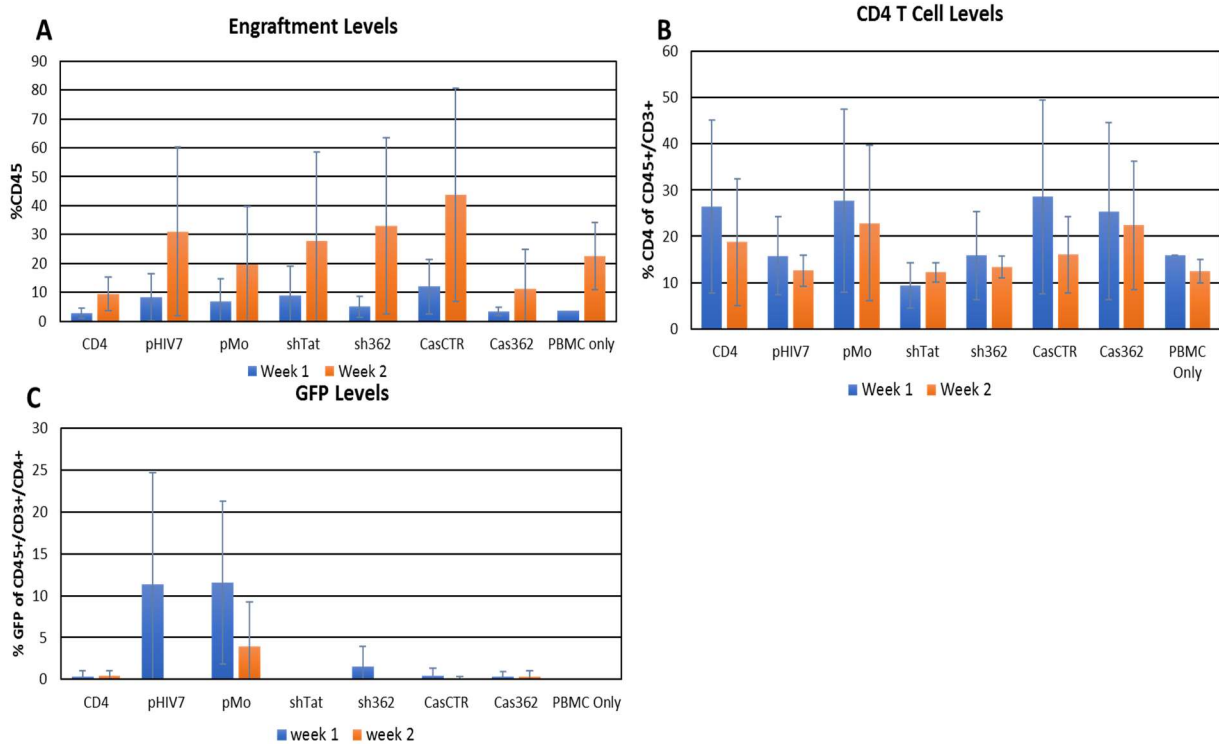 A
Engraftment Levels
%CD45
90
80
70
60
50
40
30
20
10
0
CD4 pHIV7 pMo shTat sh362 CasCTR Cas362 PBMC only
Week 1 Week 2
B
CD4 T Cell Levels
% CD4 of CD45+/CD3+
60
50
40
30
20
10
0
CD4 pHIV7 pMo shTat sh362 CasCTR Cas362 PBMC
Only
Week 1 Week 2
C
GFP Levels
% GFP of CD45+/CD3+/CD4+
30
25
20
15
10
5
0
CD4 pHIV7 pMo shTat sh362 CasCTR Cas362 PBMC Only
week 1 week 2